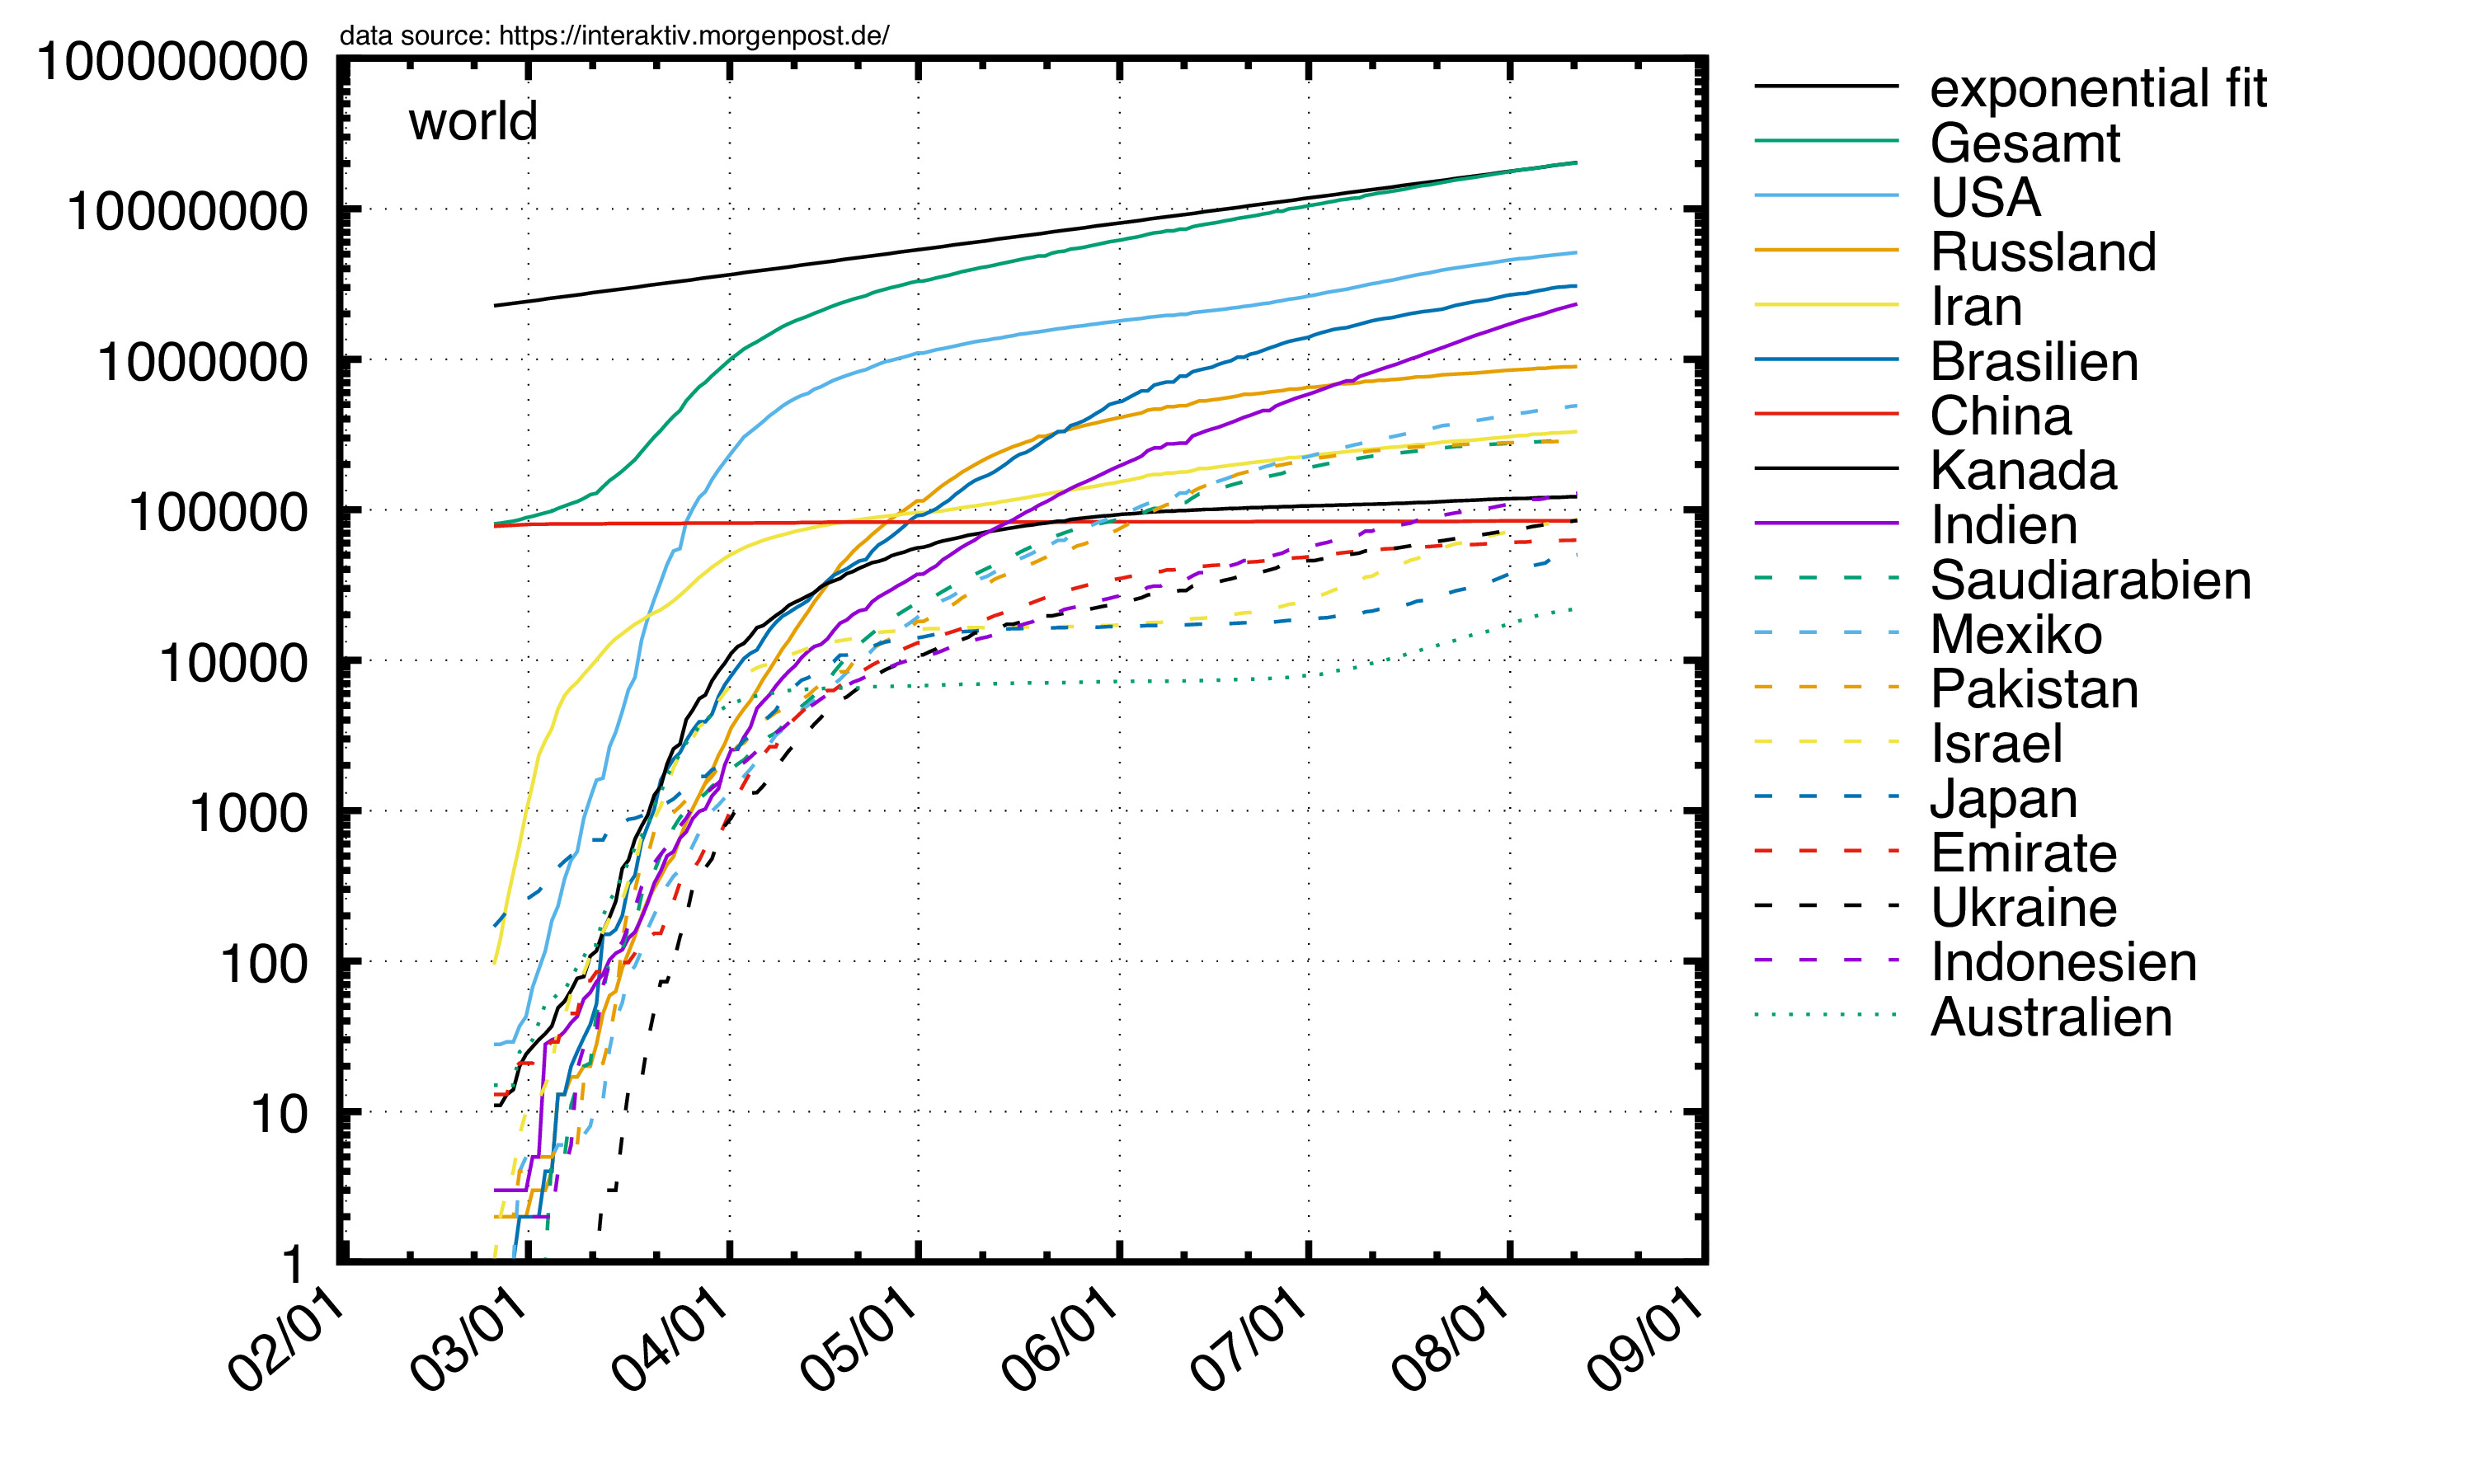 data source: https://interaktiv.morgenpost.de/
world
100000000
10000000
1000000
100000
10000
1000
100
10
1
02/01
03/01
04/01
05/01
06/01
07/01
08/01
09/01
exponential fit
Gesamt
USA
Russland
Iran
Brasilien
China
Kanada
Indien
Saudiarabien
Mexiko
Pakistan
Israel
Japan
Emirate
Ukraine
Indonesien
Australien